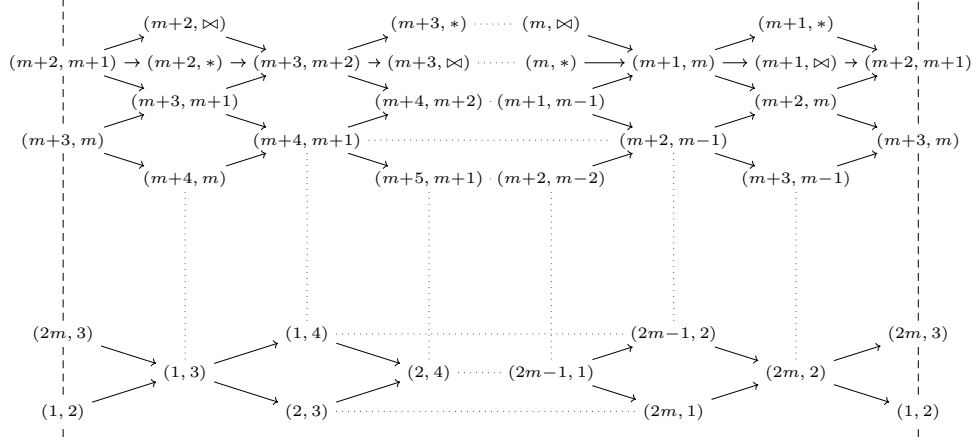 (m+2, ⋈) (m+3, ∗) (m, ⋈) (m+1, ∗)
(m+2, m+1) (m+2, ∗) (m+3, m+2) (m+3, ⋈) (m, ∗) (m+1, m) (m+1, ⋈) (m+2, m+1)
(m+3, m+1) (m+4, m+2) (m+1, m−1) (m+2, m)
(m+3, m) (m+4, m+1) (m+2, m−1) (m+3, m)
(m+4, m) (m+5, m+1) (m+2, m−2) (m+3, m−1)
(2m, 3) (1, 4) (2m−1, 2) (2m, 3)
(1, 3) (2, 4) (2m−1, 1) (2m, 2)
(1, 2) (2, 3) (2m, 1) (1, 2)